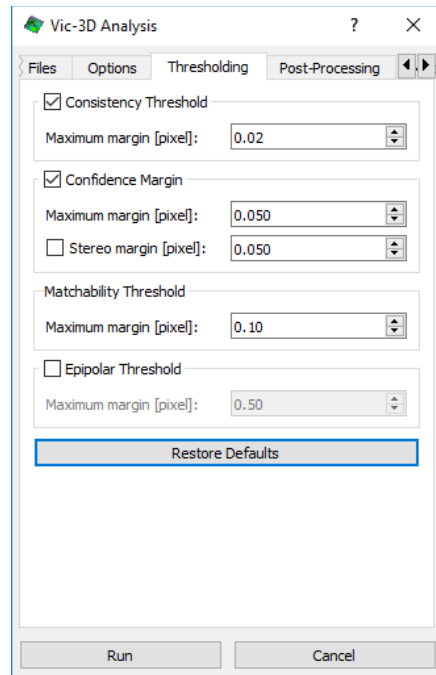 Vic-3D Analysis ?
Files Options Thresholding Post-Processing
Consistency Threshold
Maximum margin [pixel]: 0.02
Confidence Margin
Maximum margin [pixel]: 0.050
Stereo margin [pixel]: 0.050
Matchability Threshold
Maximum margin [pixel]: 0.10
Epipolar Threshold
Maximum margin [pixel]: 0.50
Restore Defaults
Run Cancel